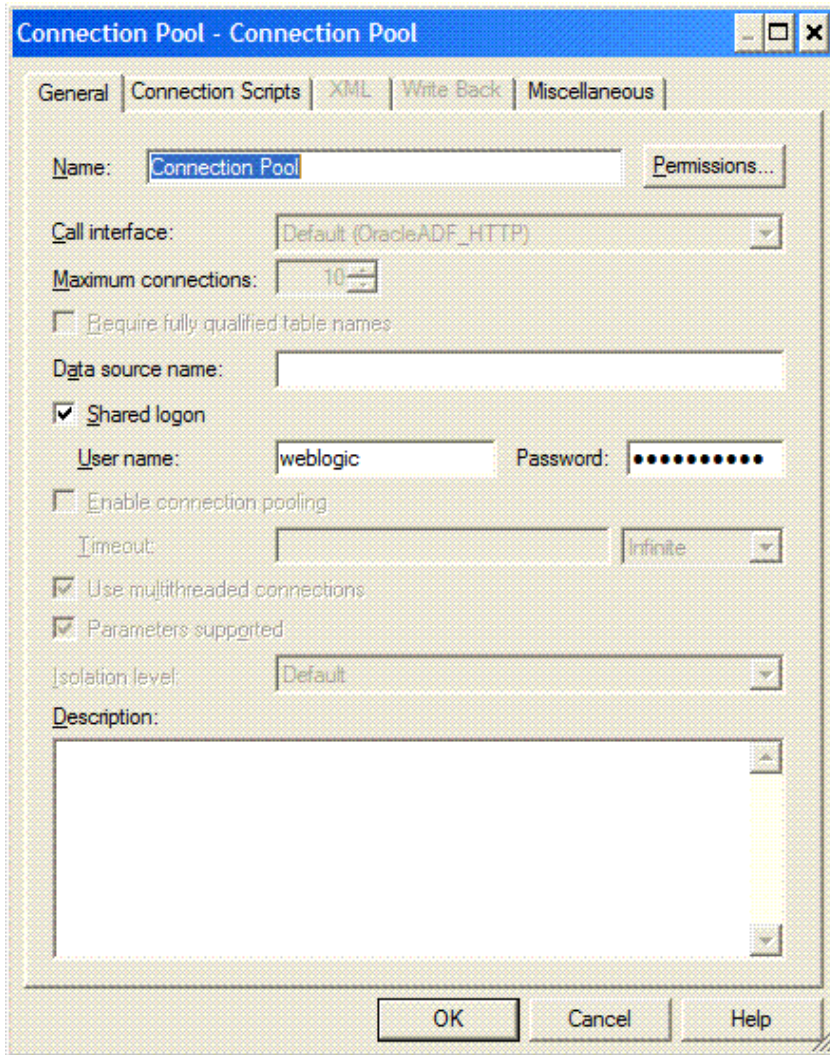 Connection Pool - Connection Pool
General Connection Scripts XML Write Back Miscellaneous
Name: Connection Pool Permissions...
Call interface: Default (OracleADF_HTTP)
Maximum connections: 10
Require fully qualified table names
Data source name:
Shared logon
User name: weblogic Password: ●●●●●●●●●●
Enable connection pooling
Timeout: Infinite
Use multithreaded connections
Parameters supported
Isolation level: Default
Description:
OK Cancel Help